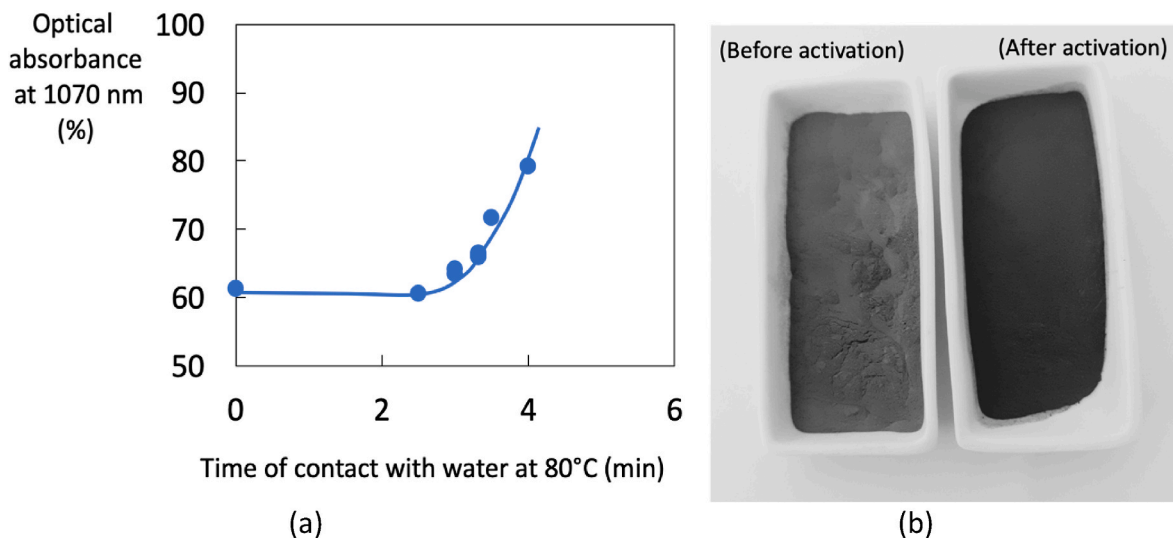 Optical
absorbance
at 1070 nm
(%)
100
90
80
70
60
50
0
2
4
6
Time of contact with water at 80°C (min)
(a)
(Before activation)
(After activation)
(b)